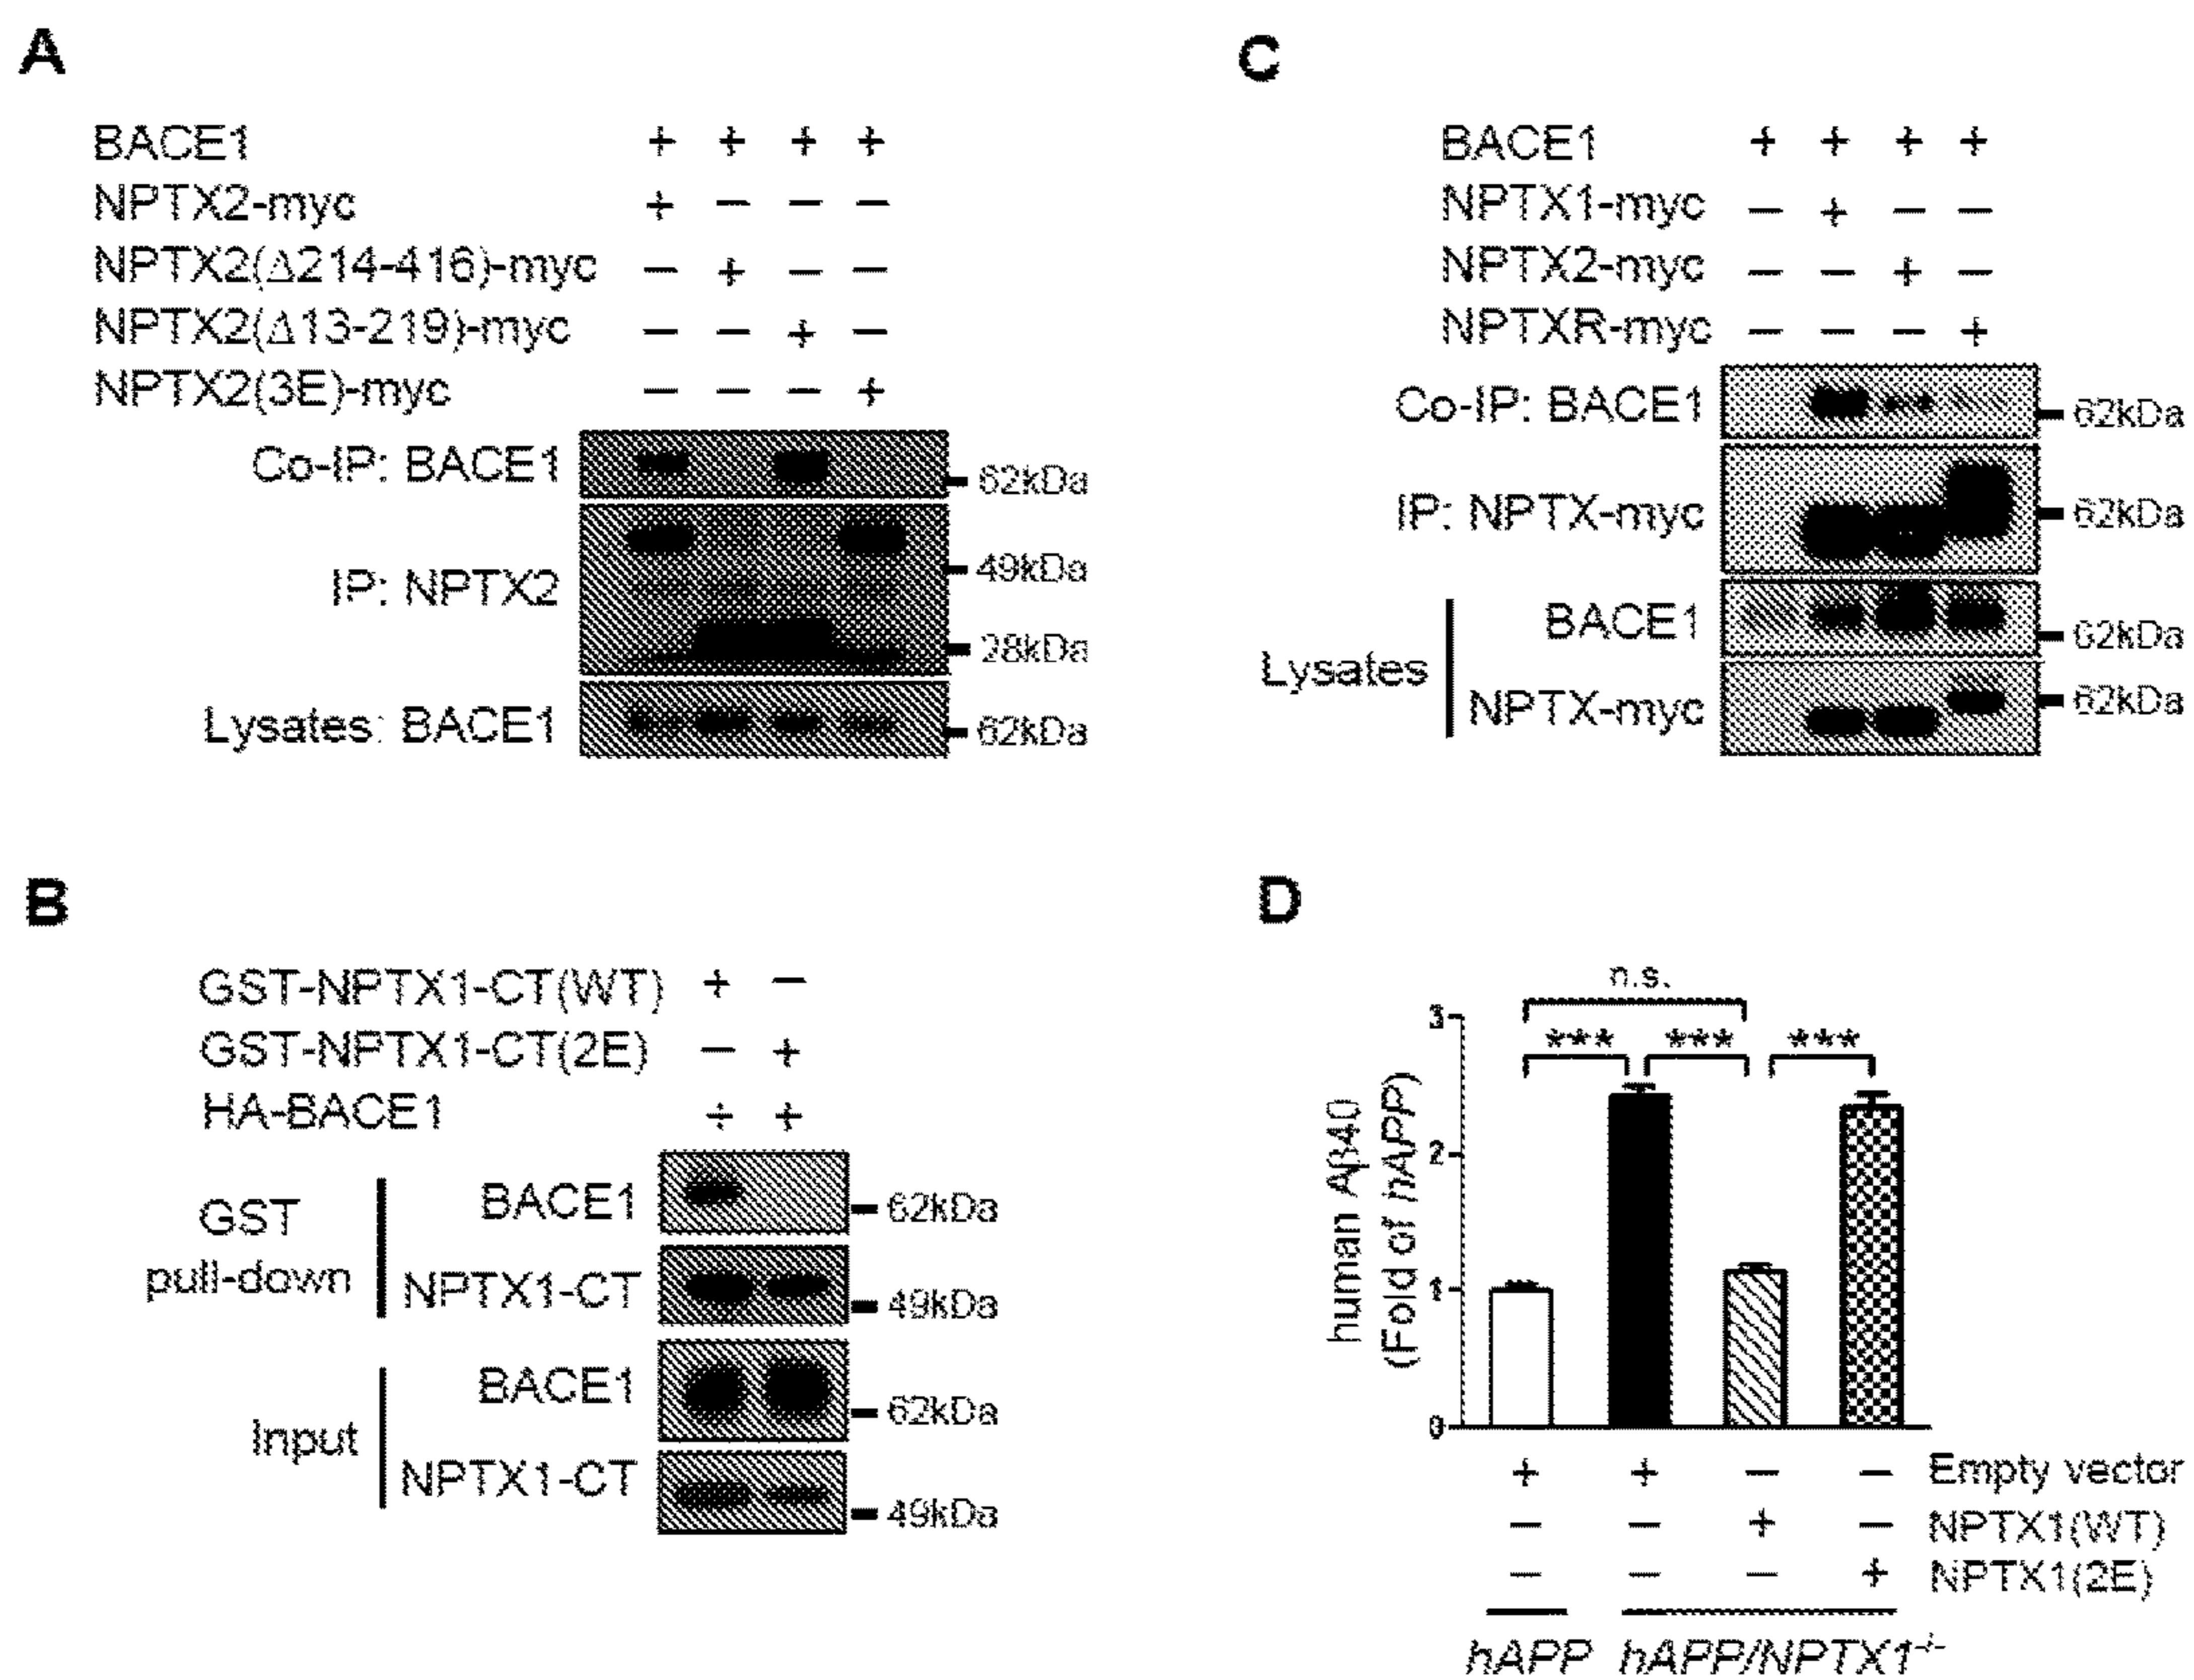 A
BACE1 + + + +
NPTX2-myc + − − −
NPTX2(Δ214-416)-myc − + − −
NPTX2(Δ13-219)-myc − − + −
NPTX2(3E)-myc − − − +
Co-IP: BACE1 62kDa
IP: NPTX2 49kDa
28kDa
Lysates: BACE1 62kDa
B
GST-NPTX1-CT(WT) + −
GST-NPTX1-CT(2E) − +
HA-BACE1 + +
GST pull-down
BACE1 62kDa
NPTX1-CT 49kDa
Input
BACE1 62kDa
NPTX1-CT 49kDa
C
BACE1 + + + +
NPTX1-myc − + − −
NPTX2-myc − − + −
NPTXR-myc − − − +
Co-IP: BACE1 62kDa
IP: NPTX-myc 62kDa
Lysates
BACE1 62kDa
NPTX-myc 62kDa
D
n.s.
*** *** ***
human Aβ40
(Fold of hAPP)
3
2
1
0
+ + − − Empty vector
− − + − NPTX1(WT)
− − − + NPTX1(2E)
hAPP hAPP/NPTX1-/-